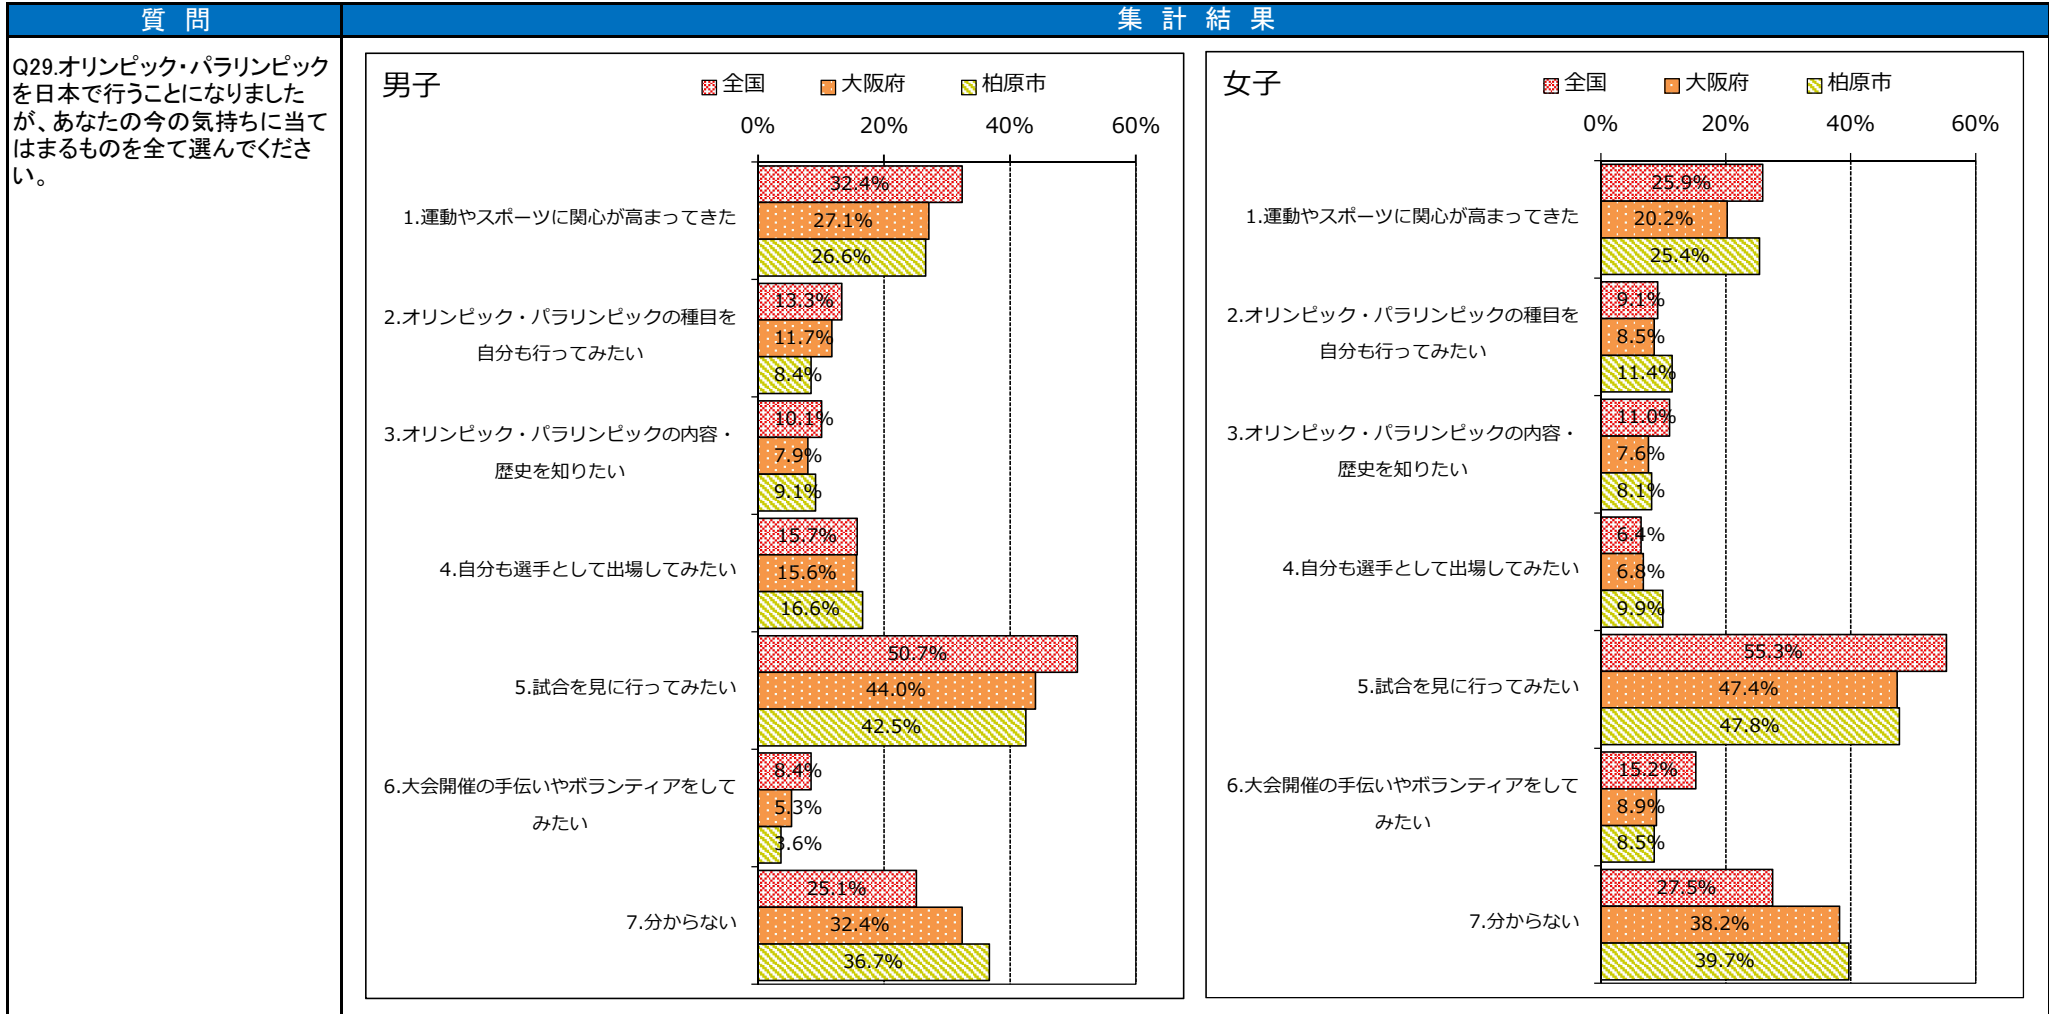 質 問
集 計 結 果
Q29.オリンピック・パラリンピック
を日本で行うことになりました
が、あなたの今の気持ちに当て
はまるものを全て選んでくださ
い。
男子
全国 大阪府 柏原市
0% 20% 40% 60%
1.運動やスポーツに関心が高まってきた
32.4%
27.1%
26.6%
2.オリンピック・パラリンピックの種目を
自分も行ってみたい
13.3%
11.7%
8.4%
3.オリンピック・パラリンピックの内容・
歴史を知りたい
10.1%
7.9%
9.1%
4.自分も選手として出場してみたい
15.7%
15.6%
16.6%
5.試合を見に行ってみたい
50.7%
44.0%
42.5%
6.大会開催の手伝いやボランティアをして
みたい
8.4%
5.3%
3.6%
7.分からない
25.1%
32.4%
36.7%
女子
全国 大阪府 柏原市
0% 20% 40% 60%
1.運動やスポーツに関心が高まってきた
25.9%
20.2%
25.4%
2.オリンピック・パラリンピックの種目を
自分も行ってみたい
9.1%
8.5%
11.4%
3.オリンピック・パラリンピックの内容・
歴史を知りたい
11.0%
7.6%
8.1%
4.自分も選手として出場してみたい
6.4%
6.8%
9.9%
5.試合を見に行ってみたい
55.3%
47.4%
47.8%
6.大会開催の手伝いやボランティアをして
みたい
15.2%
8.9%
8.5%
7.分からない
27.5%
38.2%
39.7%